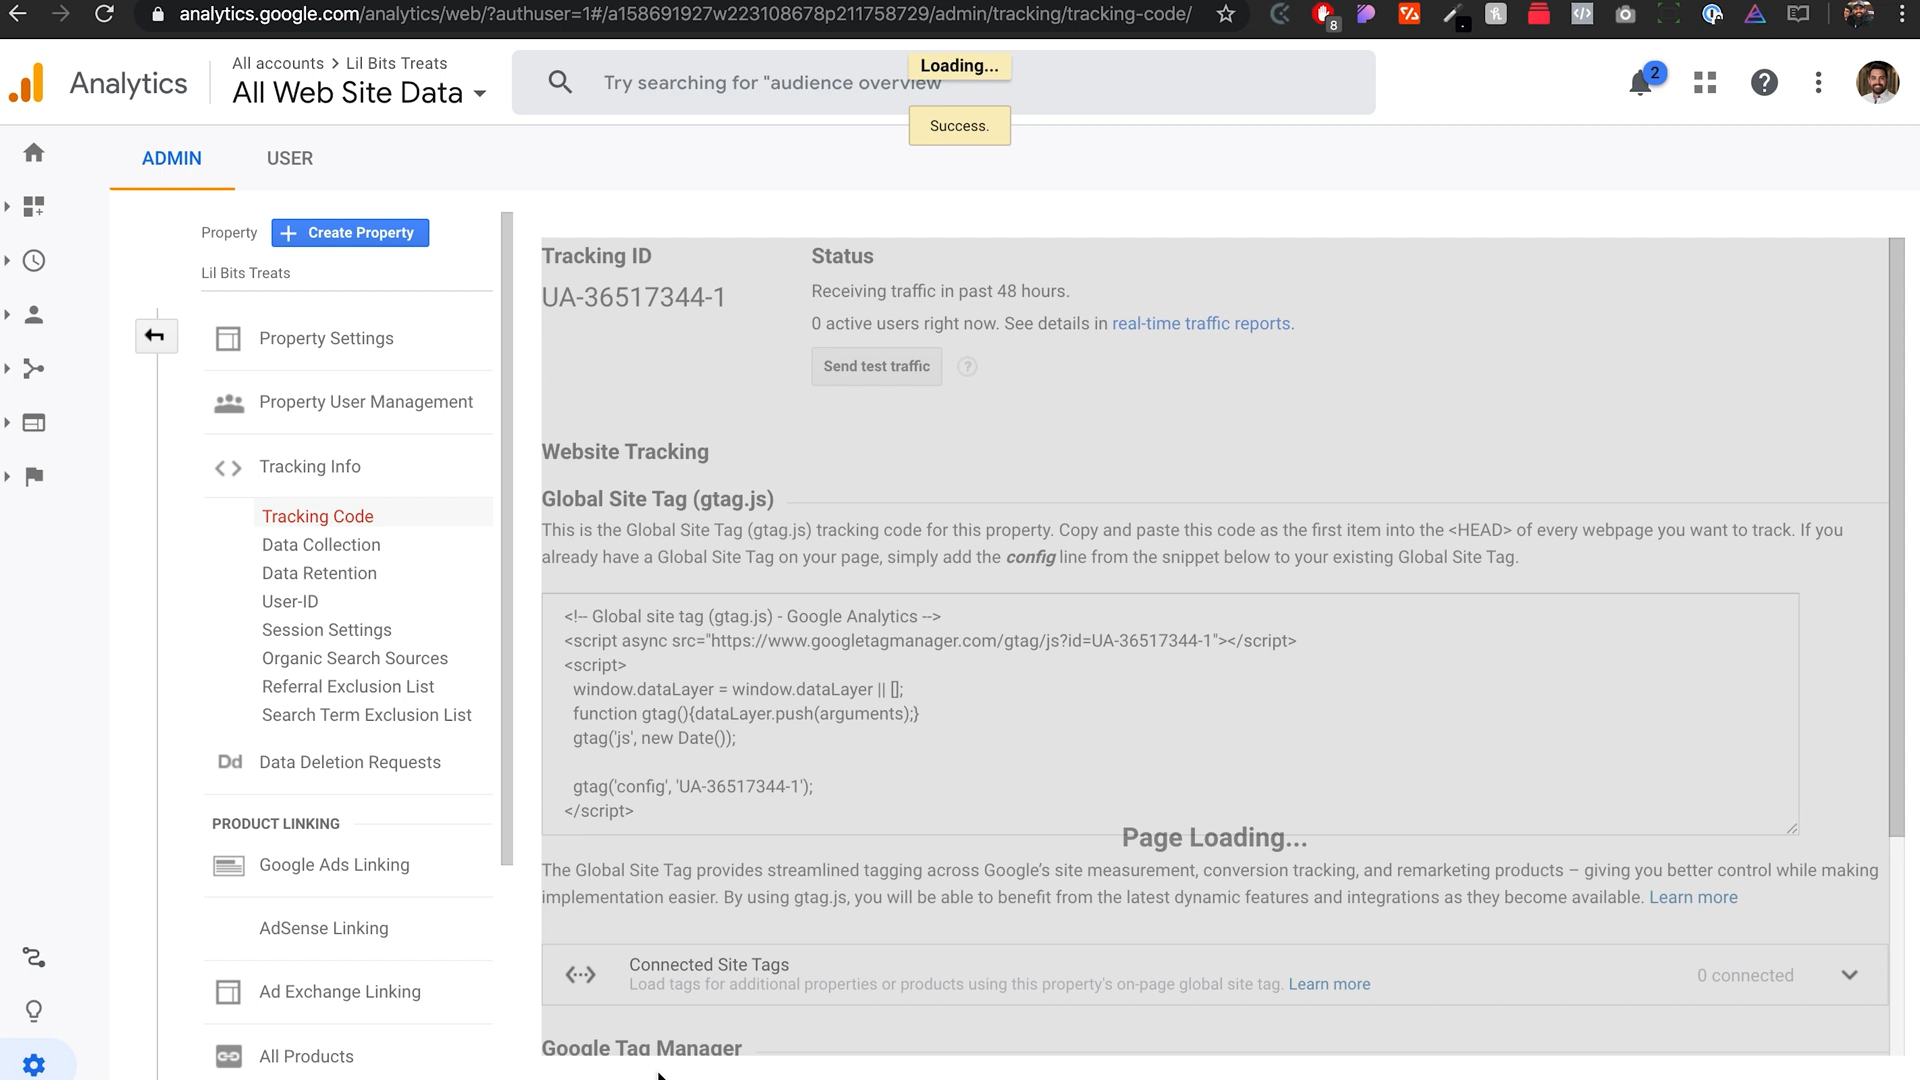 analytics.google.com/analytics/web/?authuser=1#/a158691927w223108678p211758729/admin/tracking/tracking-code/
8
Analytics
All accounts > Lil Bits Treats
All Web Site Data
Try searching for "audience overview"
Loading...
Success.
2
ADMIN
USER
Property
Create Property
Lil Bits Treats
Property Settings
Property User Management
Tracking Info
Tracking Code
Data Collection
Data Retention
User-ID
Session Settings
Organic Search Sources
Referral Exclusion List
Search Term Exclusion List
Dd Data Deletion Requests
PRODUCT LINKING
Google Ads Linking
AdSense Linking
Ad Exchange Linking
All Products
Tracking ID
UA-36517344-1
Status
Receiving traffic in past 48 hours.
0 active users right now. See details in real-time traffic reports.
Send test traffic
?
Website Tracking
Global Site Tag (gtag.js)
This is the Global Site Tag (gtag.js) tracking code for this property. Copy and paste this code as the first item into the <HEAD> of every webpage you want to track. If you
already have a Global Site Tag on your page, simply add the config line from the snippet below to your existing Global Site Tag.
<!-- Global site tag (gtag.js) - Google Analytics -->
<script async src="https://www.googletagmanager.com/gtag/js?id=UA-36517344-1"></script>
<script>
window.dataLayer = window.dataLayer || [];
function gtag(){dataLayer.push(arguments);}
gtag('js', new Date());
gtag('config', 'UA-36517344-1');
</script>
Page Loading...
The Global Site Tag provides streamlined tagging across Google's site measurement, conversion tracking, and remarketing products – giving you better control while making
implementation easier. By using gtag.js, you will be able to benefit from the latest dynamic features and integrations as they become available. Learn more
Connected Site Tags
Load tags for additional properties or products using this property's on-page global site tag. Learn more
0 connected
Google Tag Manager